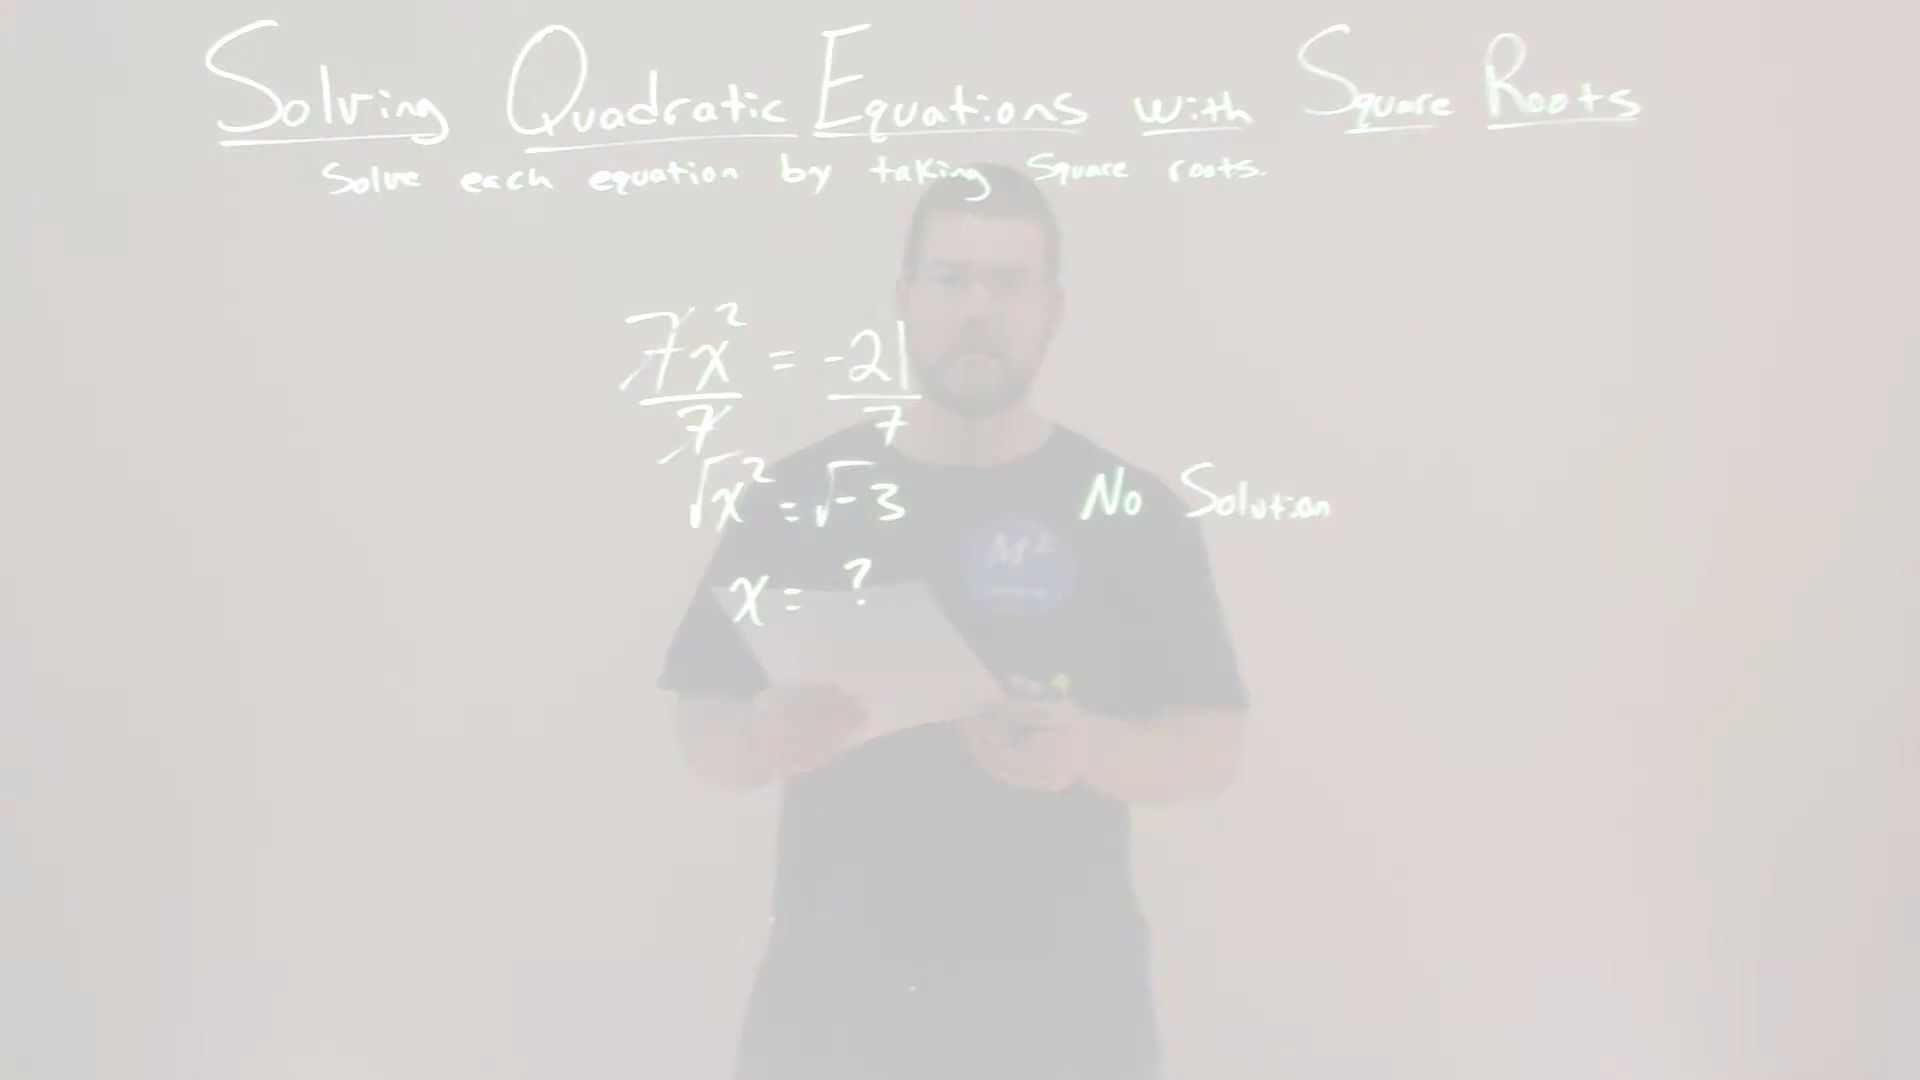 Solving Quadratic Equations with Square Roots
Solve each equation by taking Square roots.
7x² = -21
7 7
√x² = √-3 No Solution
x = ?
M²